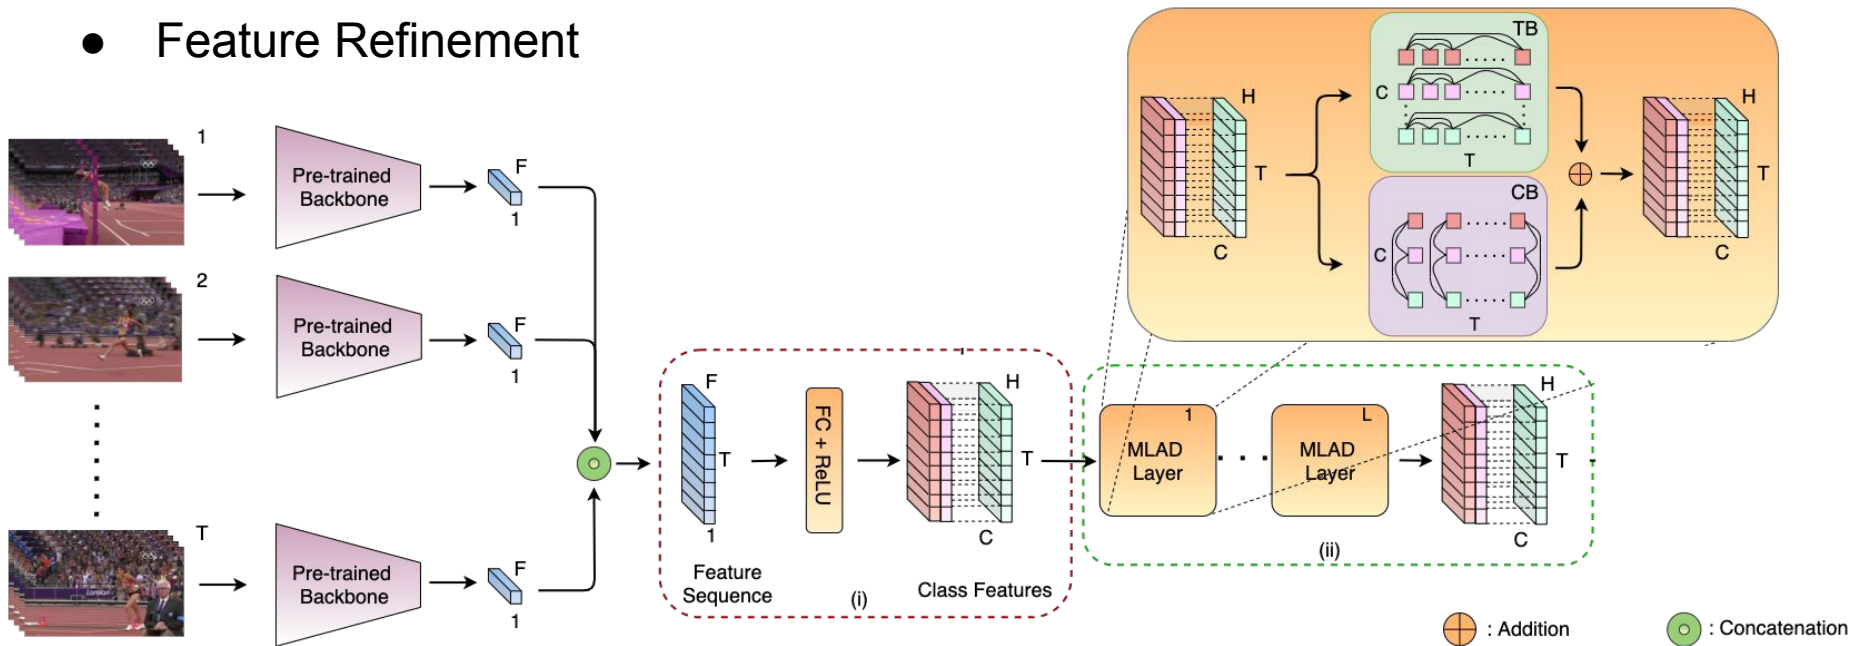 ● Feature Refinement
1
Pre-trained
Backbone
F
1
2
Pre-trained
Backbone
F
1
T
Pre-trained
Backbone
F
1
F
T
1
Feature
Sequence
FC + ReLU
H
T
C
Class Features
(i)
1
MLAD
Layer
L
MLAD
Layer
H
T
C
(ii)
H
T
C
TB
C
T
CB
C
T
H
T
C
: Addition
: Concatenation
London